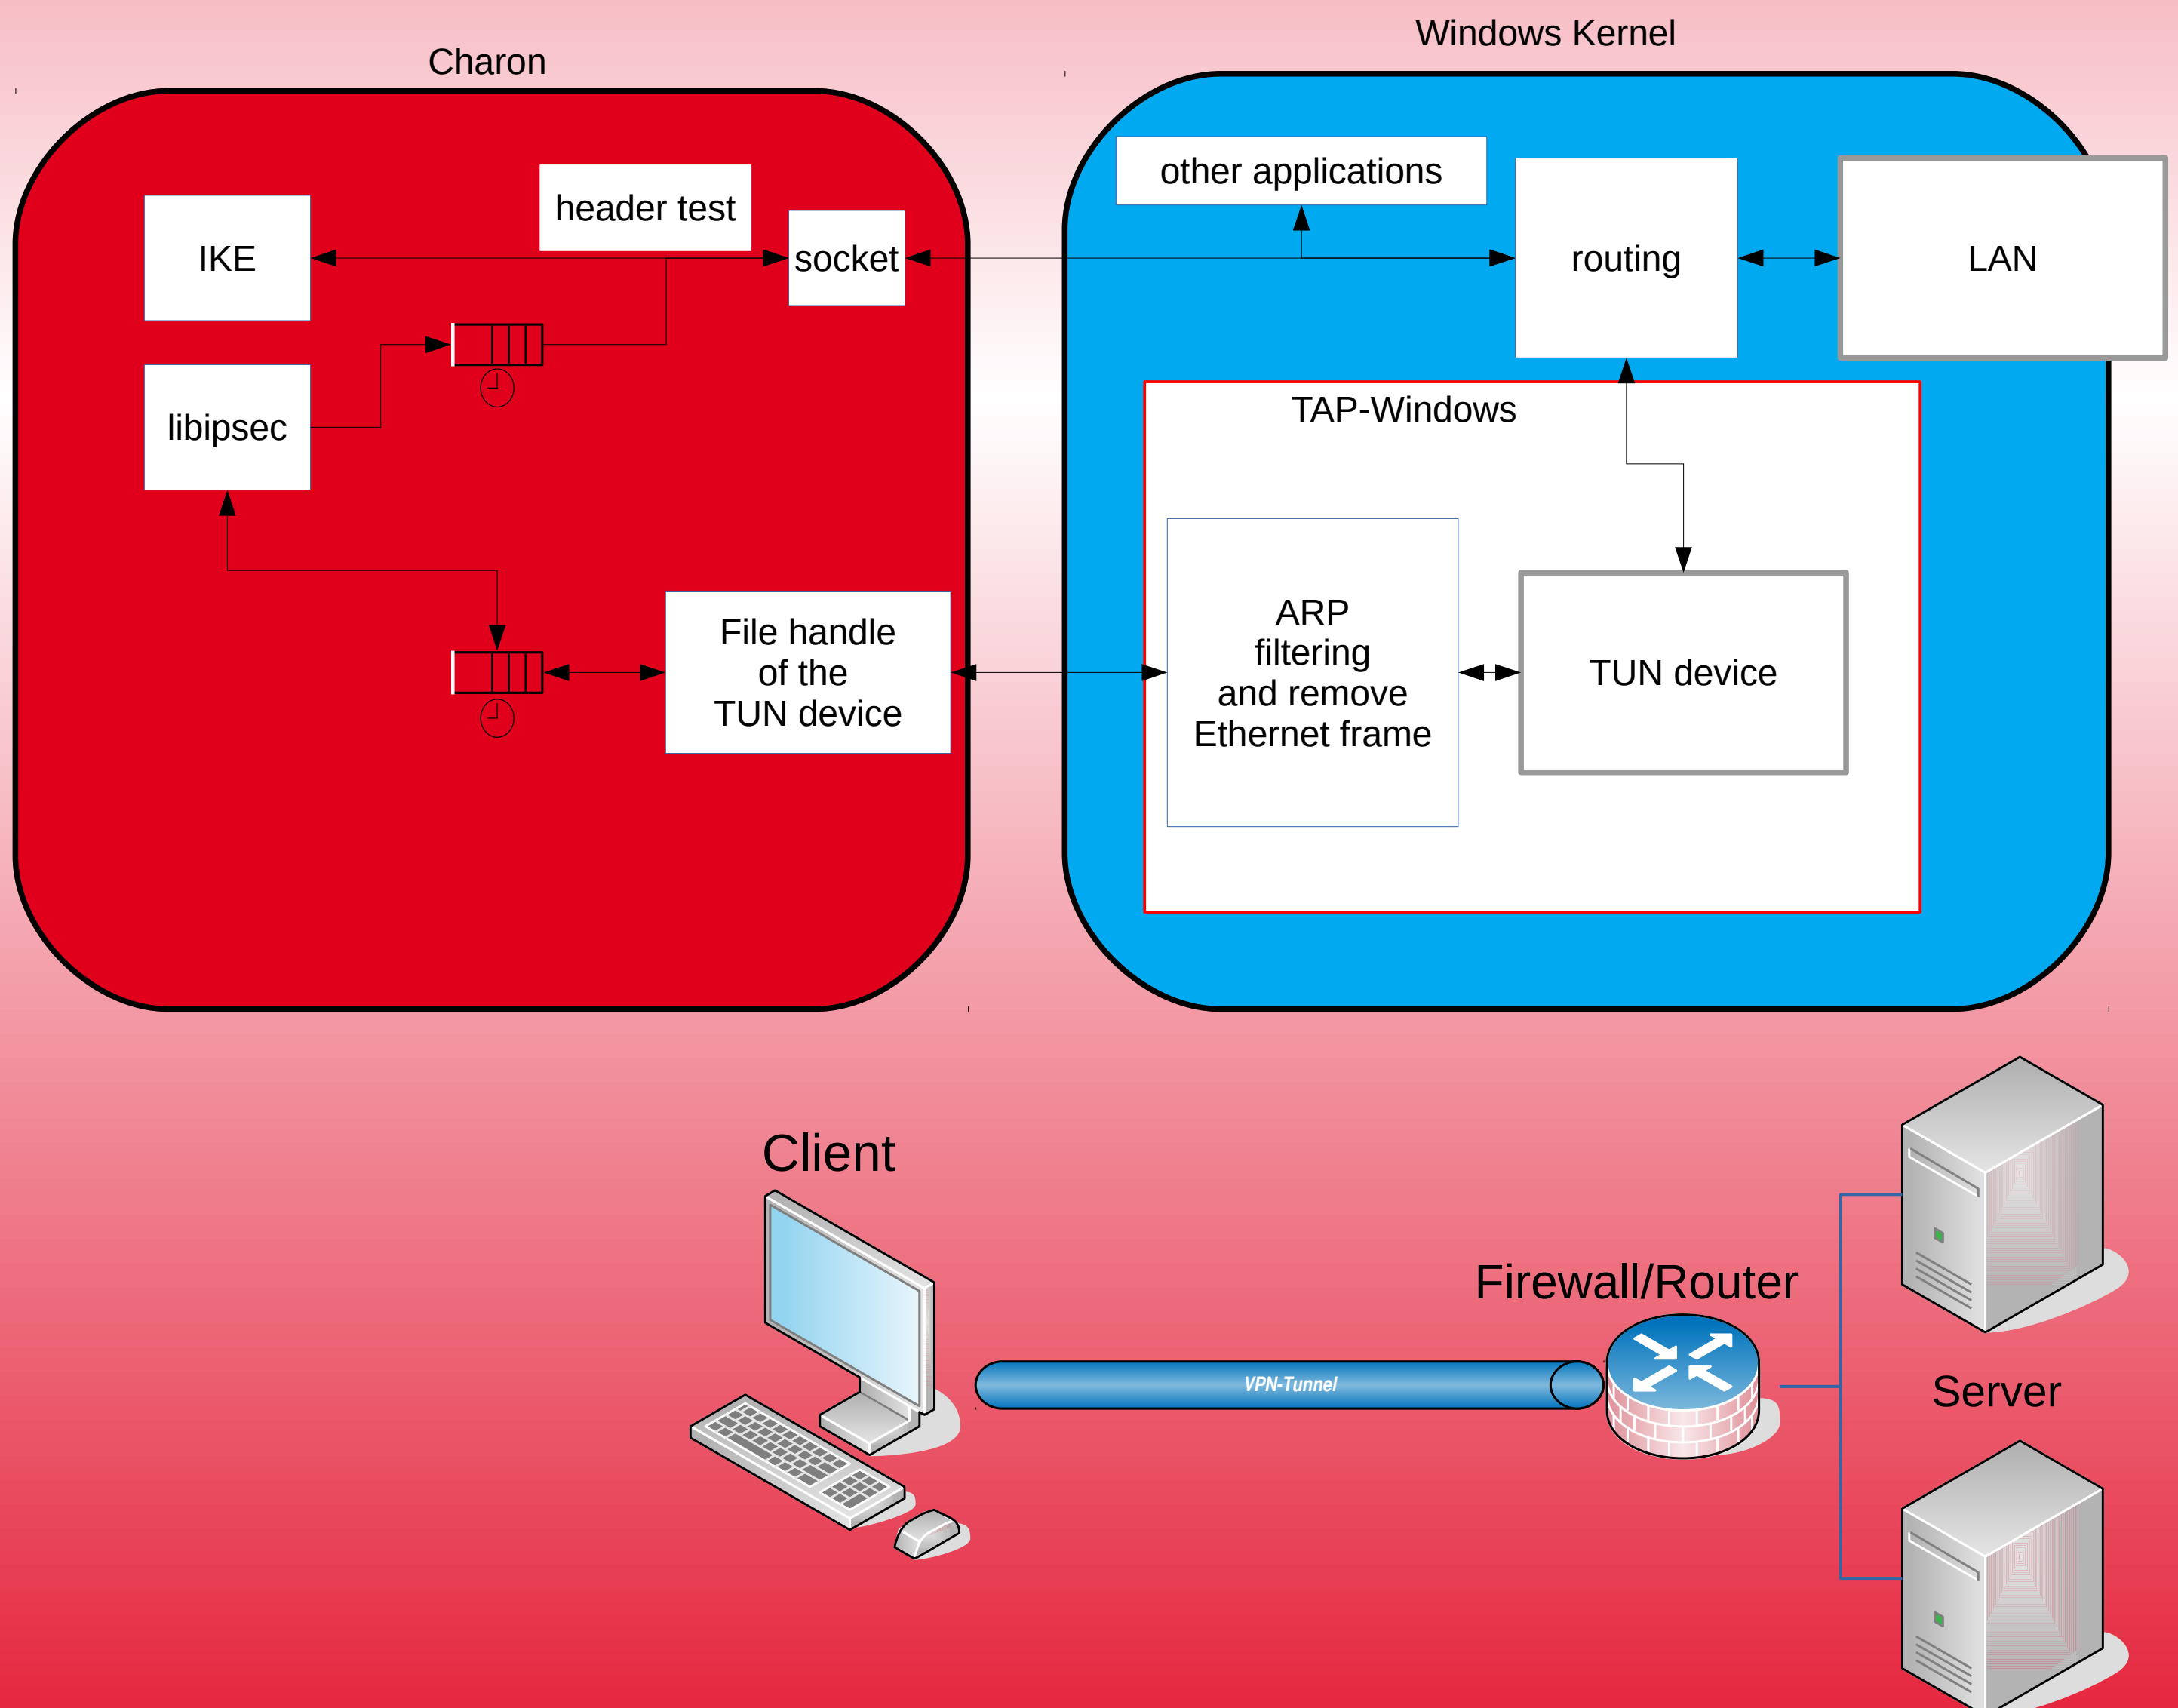 Charon
Windows Kernel
header test
IKE
socket
other applications
routing
LAN
libipsec
TAP-Windows
File handle
of the
TUN device
ARP
filtering
and remove
Ethernet frame
TUN device
Client
Firewall/Router
VPN-Tunnel
Server